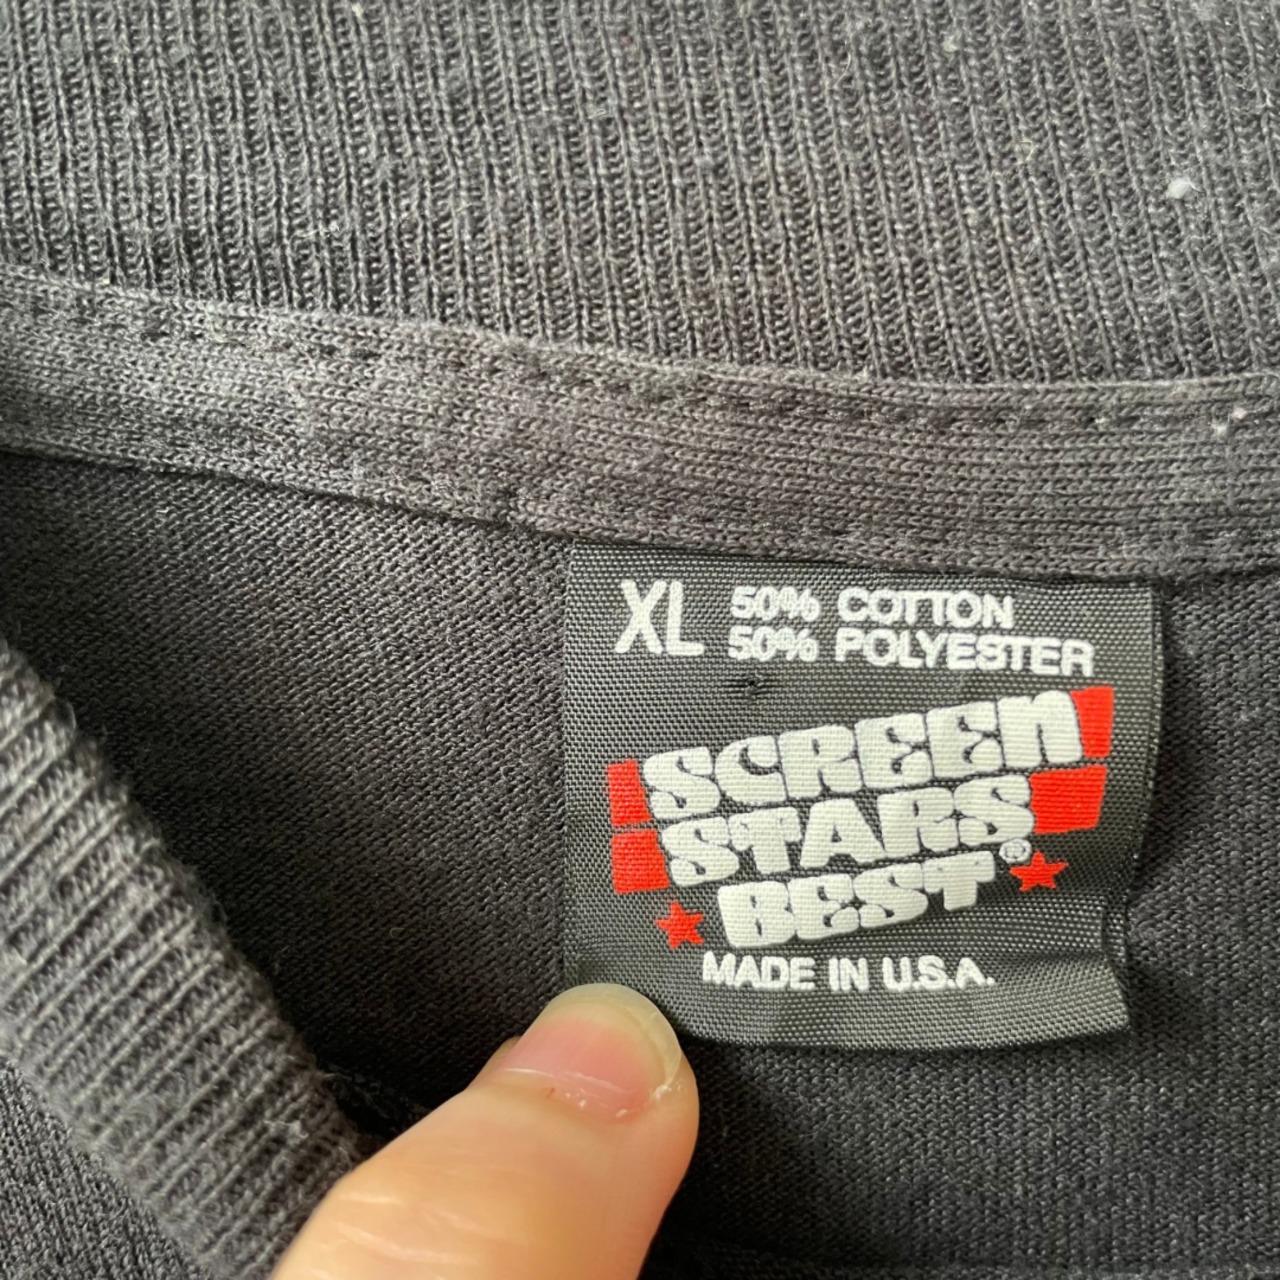 XL 50% COTTON
50% POLYESTER
SCREEN
STARS
BEST®
MADE IN U.S.A.